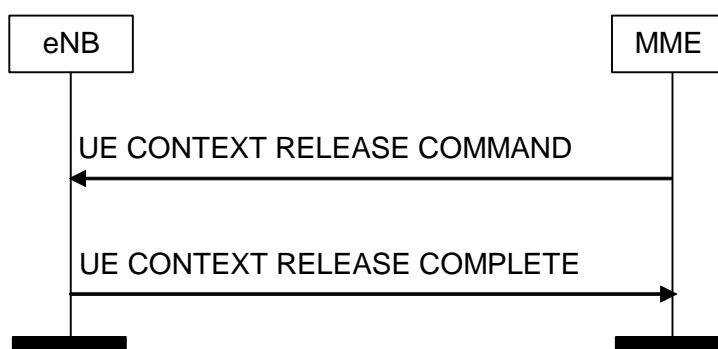 eNB
MME
UE CONTEXT RELEASE COMMAND
UE CONTEXT RELEASE COMPLETE